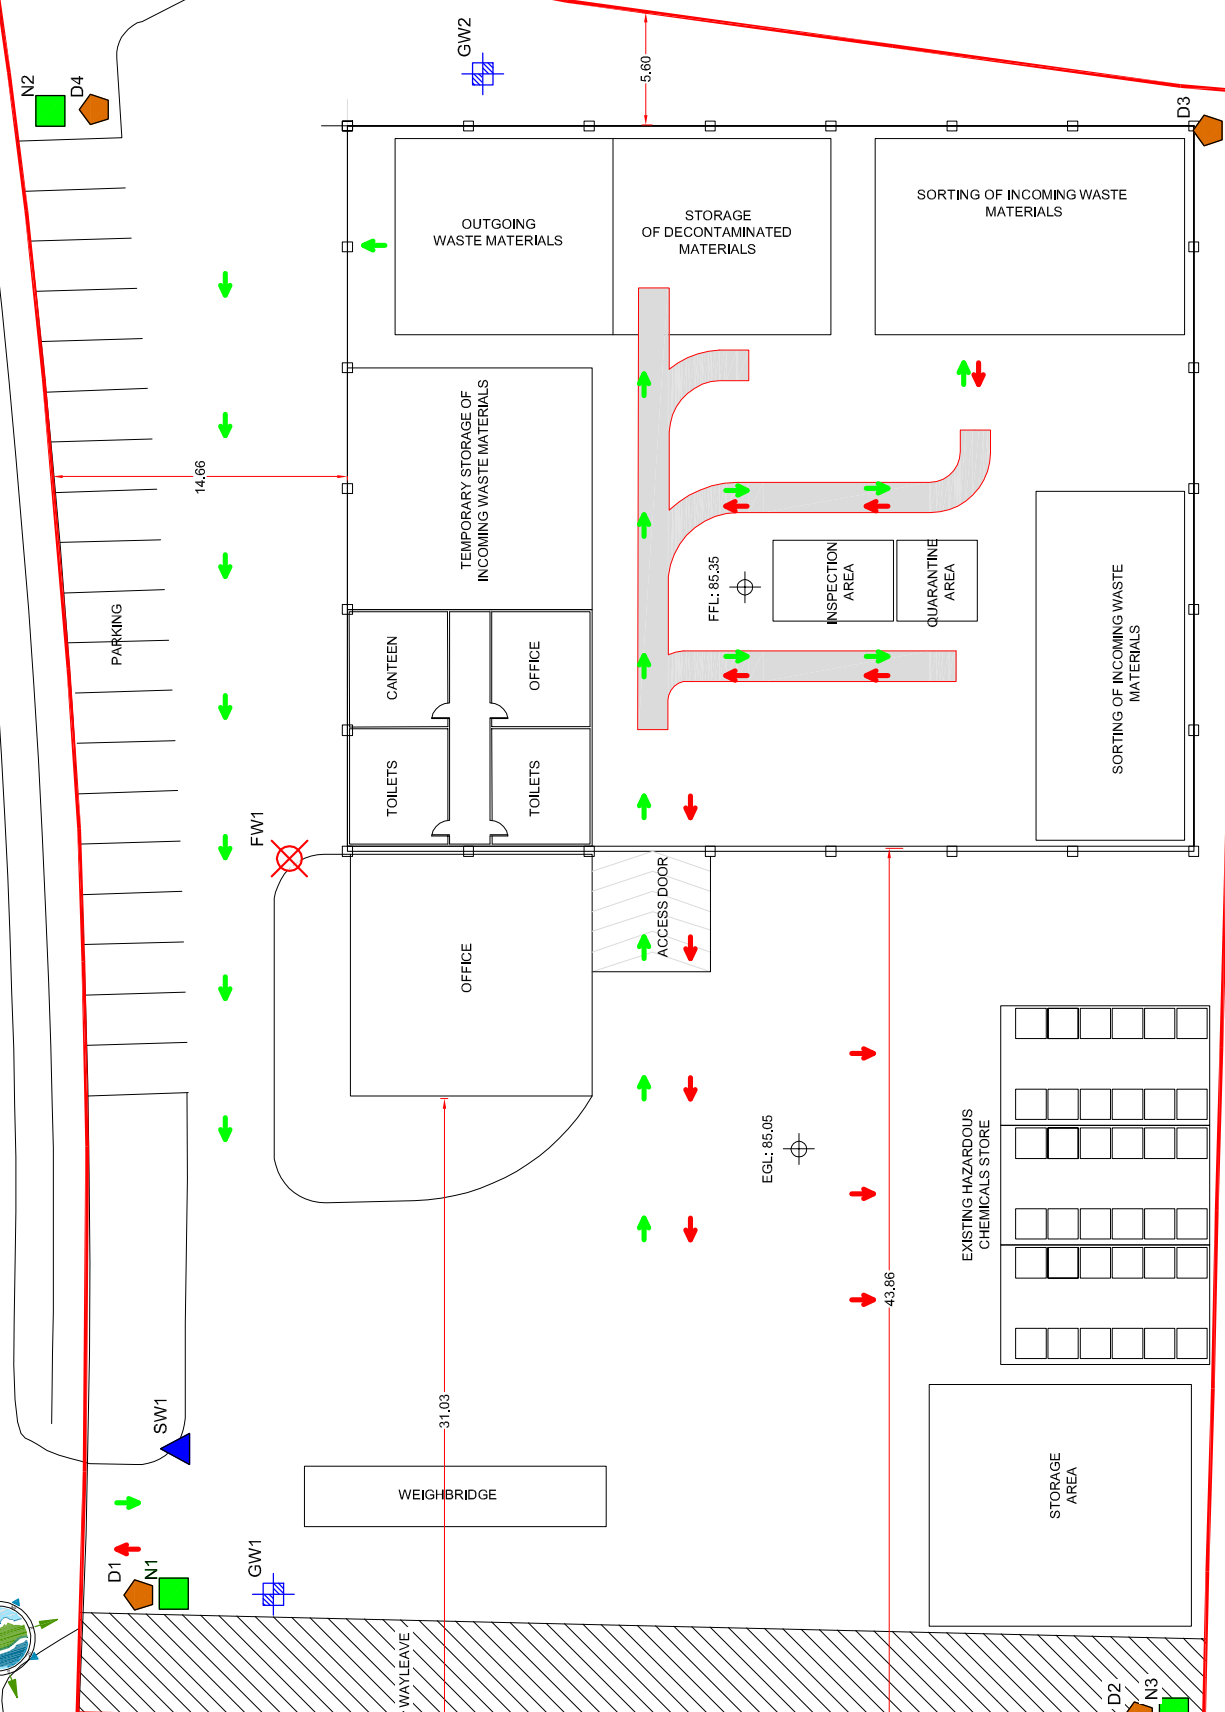 N2
D4
GW2
5.60
D3
OUTGOING
WASTE MATERIALS
STORAGE
OF DECONTAMINATED
MATERIALS
SORTING OF INCOMING WASTE
MATERIALS
14.66
TEMPORARY STORAGE OF
INCOMING WASTE MATERIALS
PARKING
FFL: 85.35
INSPECTION
AREA
QUARANTINE
AREA
SORTING OF INCOMING WASTE
MATERIALS
CANTEEN
OFFICE
TOILETS
TOILETS
FW1
ACCESS DOOR
OFFICE
EGL: 85.05
EXISTING HAZARDOUS
CHEMICALS STORE
43.86
31.03
SW1
WEIGHBRIDGE
STORAGE
AREA
D1
N1
GW1
WAYLEAVE
D2
N3